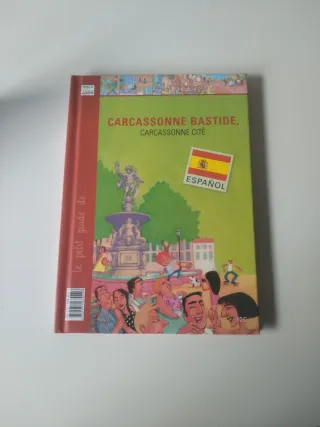 CARCASSONNE BASTIDE,
CARCASSONNE CITÉ
ESPAÑOL
le petit guide de